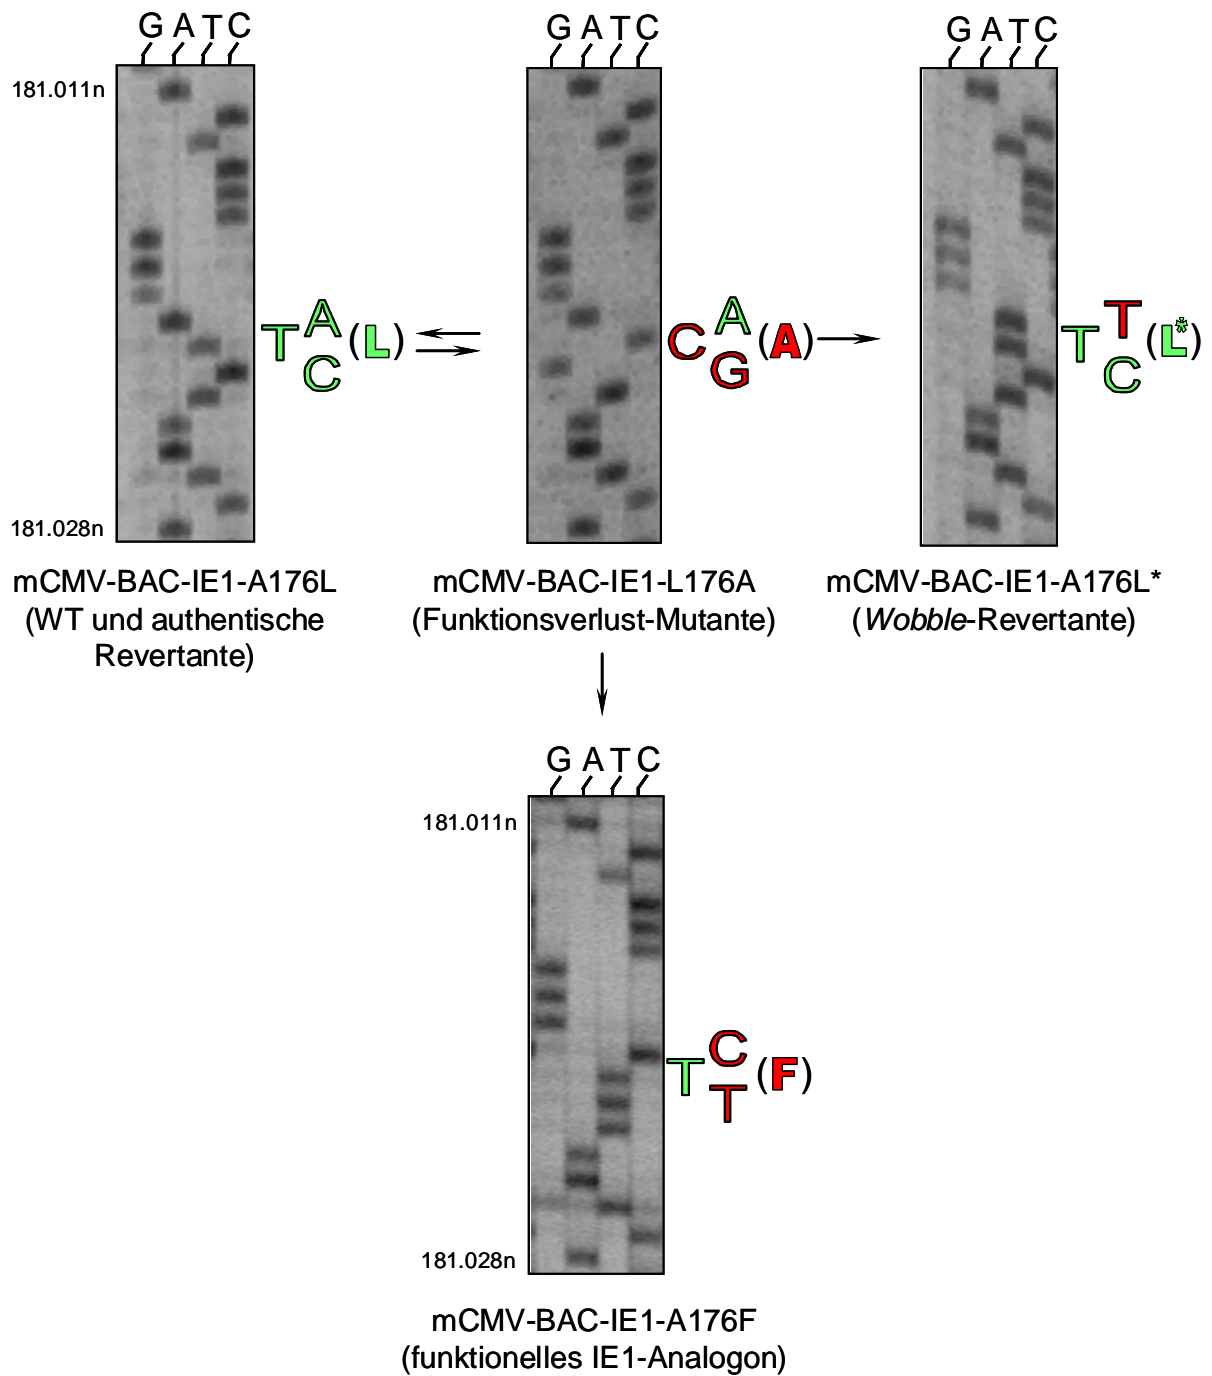 G A T C
G A T C
G A T C
181.011n
A
T (L)
C
A
C (A)
G
T
T (L*)
C
181.028n
mCMV-BAC-IE1-A176L
(WT und authentische
Revertante)
mCMV-BAC-IE1-L176A
(Funktionsverlust-Mutante)
mCMV-BAC-IE1-A176L*
(Wobble-Revertante)
G A T C
181.011n
C
T (F)
T
181.028n
mCMV-BAC-IE1-A176F
(funktionelles IE1-Analogon)